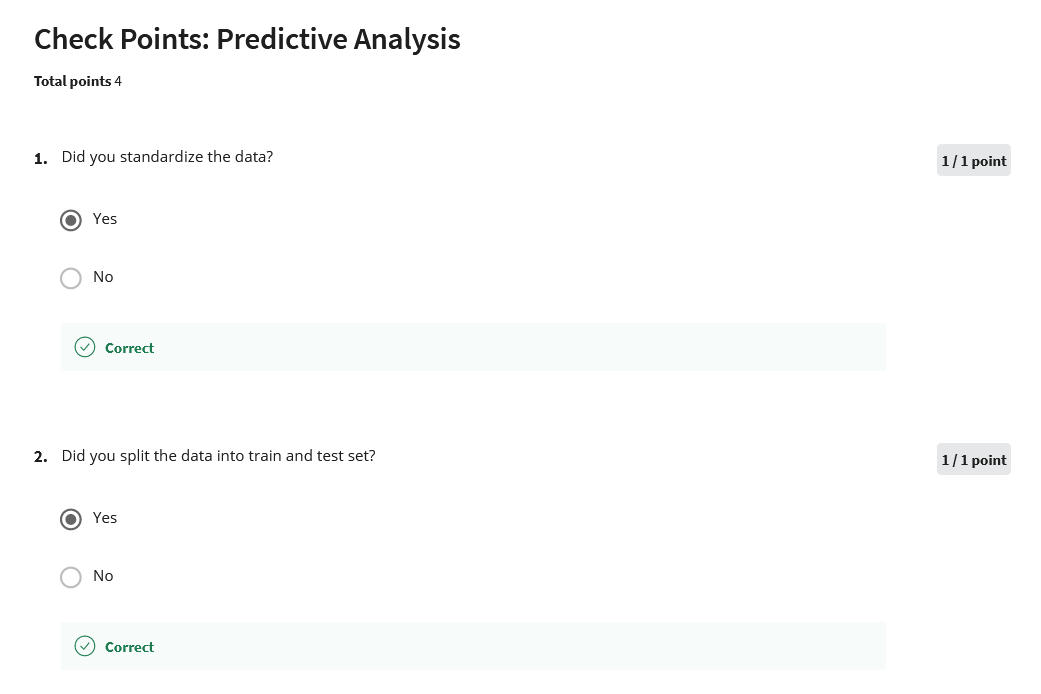 Check Points: Predictive Analysis
Total points 4
1. Did you standardize the data?
1 / 1 point
Yes
No
Correct
2. Did you split the data into train and test set?
1 / 1 point
Yes
No
Correct